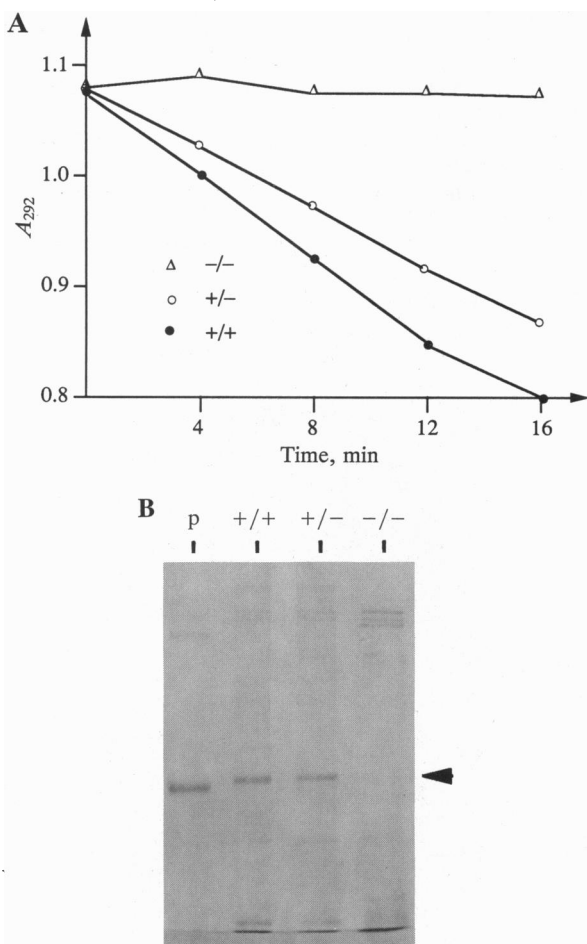 A
1.1
1.0
0.9
0.8
A292
△ −/−
○ +/−
● +/+
4 8 12 16
Time, min
B
p +/+ +/− −/−